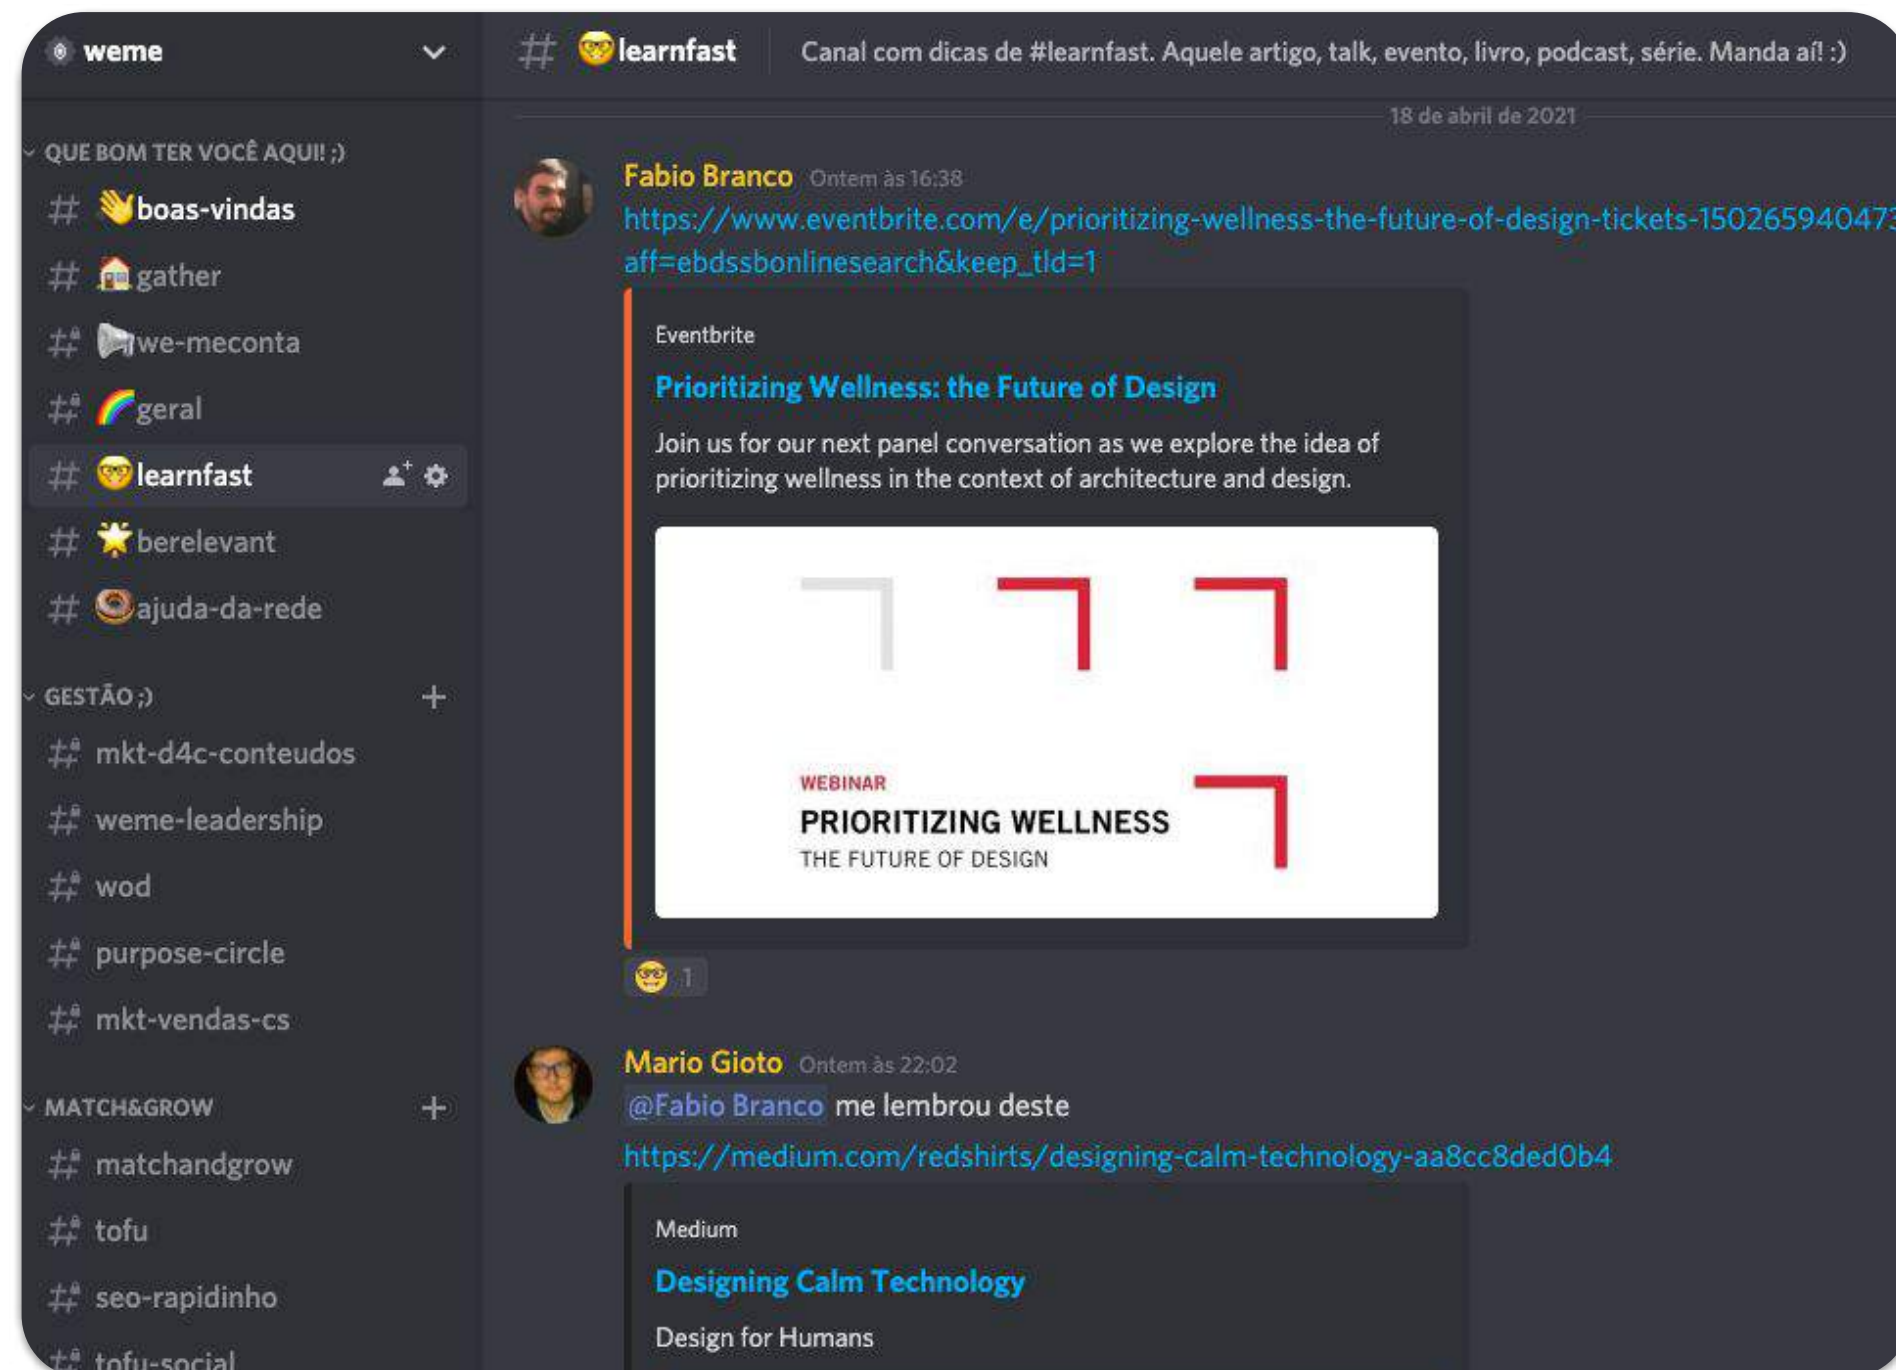 weme
QUE BOM TER VOCÊ AQUI! ;)
boas-vindas
gather
we-meconta
geral
learnfast
berelevant
ajuda-da-rede
GESTÃO ;)
mkt-d4c-conteudos
weme-leadership
wod
purpose-circle
mkt-vendas-cs
MATCH&GROW
matchandgrow
tofu
seo-rapidinho
tofu-social
# 🤓learnfast
Canal com dicas de #learnfast. Aquele artigo, talk, evento, livro, podcast, série. Manda aí! :)
18 de abril de 2021
Fabio Branco Ontem às 16:38
https://www.eventbrite.com/e/prioritizing-wellness-the-future-of-design-tickets-150265940473
aff=ebdssbonlinesearch&keep_tld=1
Eventbrite
Prioritizing Wellness: the Future of Design
Join us for our next panel conversation as we explore the idea of
prioritizing wellness in the context of architecture and design.
WEBINAR
PRIORITIZING WELLNESS
THE FUTURE OF DESIGN
1
Mario Gioto Ontem às 22:02
@Fabio Branco me lembrou deste
https://medium.com/redshirts/designing-calm-technology-aa8cc8ded0b4
Medium
Designing Calm Technology
Design for Humans